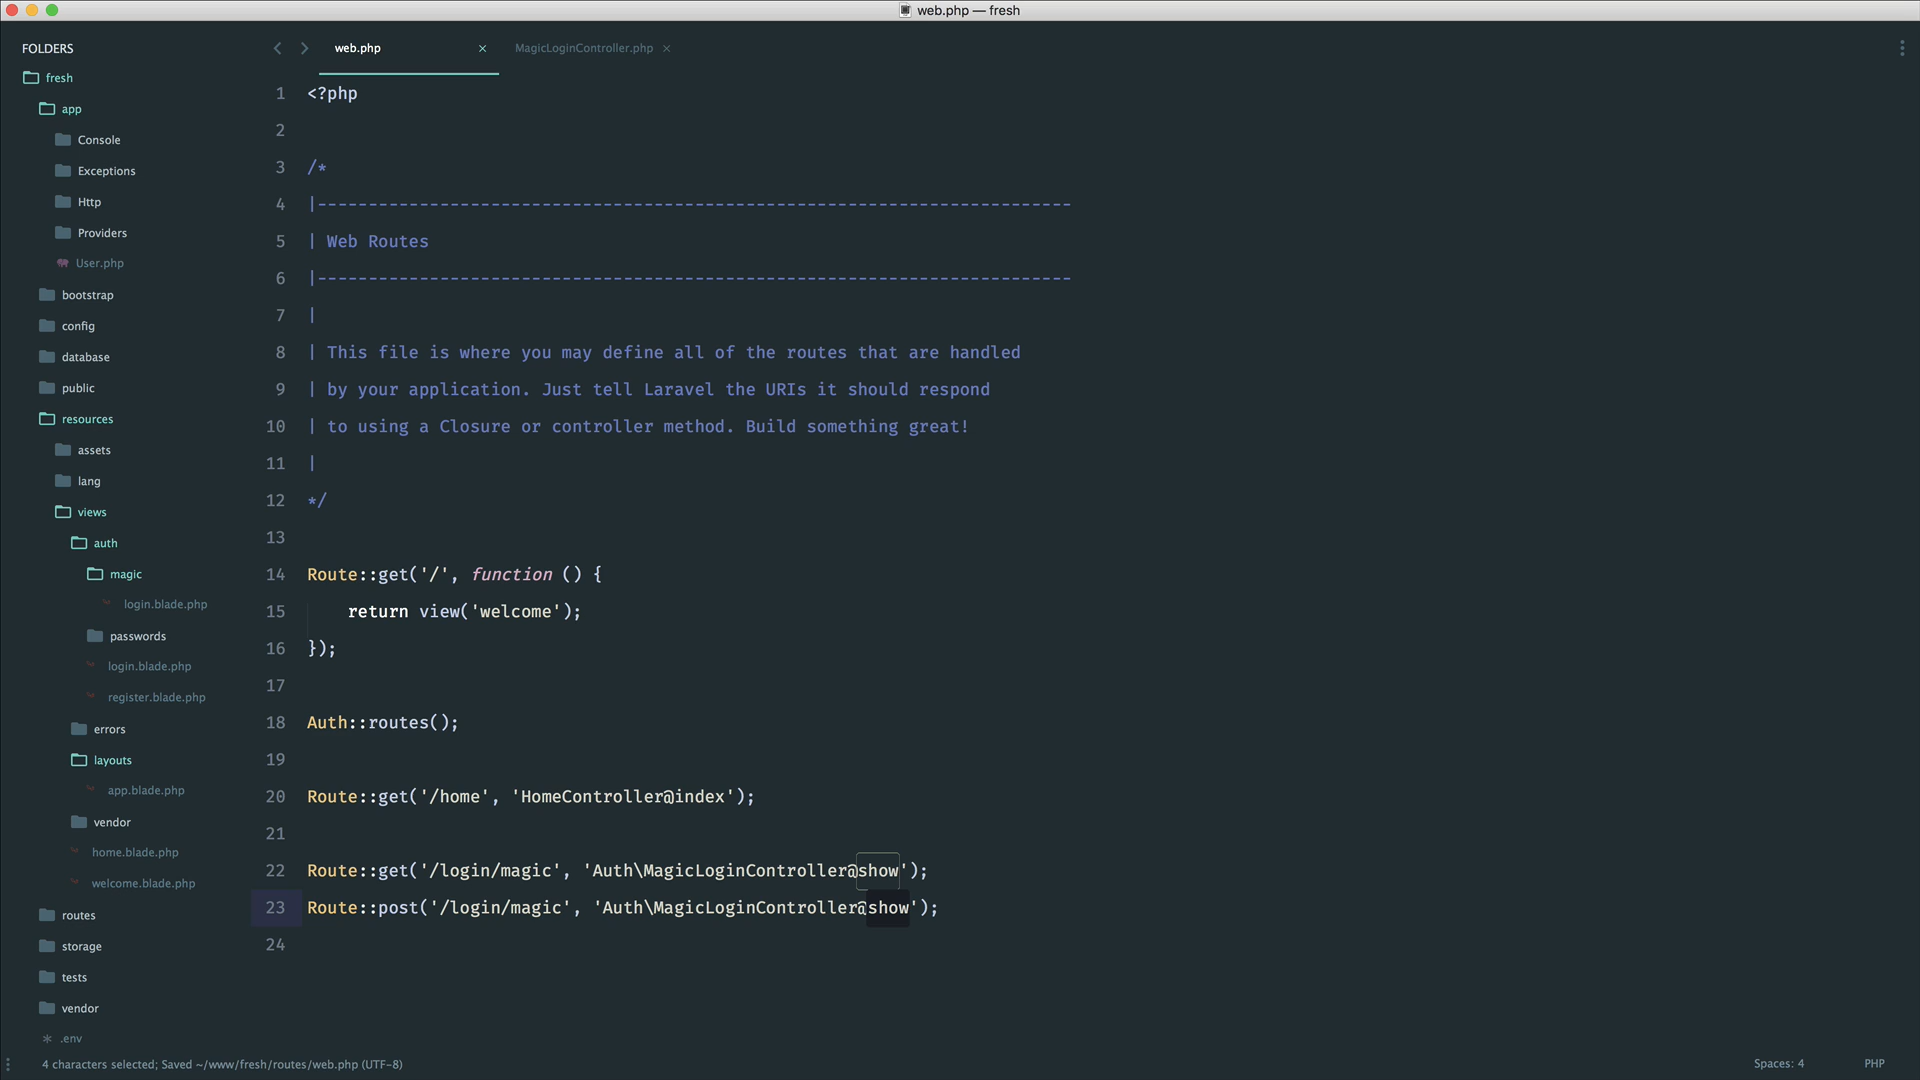 web.php — fresh
FOLDERS
fresh
app
Console
Exceptions
Http
Providers
User.php
bootstrap
config
database
public
resources
assets
lang
views
auth
magic
login.blade.php
passwords
login.blade.php
register.blade.php
errors
layouts
app.blade.php
vendor
home.blade.php
welcome.blade.php
routes
storage
tests
vendor
.env
web.php × MagicLoginController.php ×
1 <?php
2
3 /*
4 |--------------------------------------------------------------------------
5 | Web Routes
6 |--------------------------------------------------------------------------
7 |
8 | This file is where you may define all of the routes that are handled
9 | by your application. Just tell Laravel the URIs it should respond
10 | to using a Closure or controller method. Build something great!
11 |
12 */
13
14 Route::get('/', function () {
15     return view('welcome');
16 });
17
18 Auth::routes();
19
20 Route::get('/home', 'HomeController@index');
21
22 Route::get('/login/magic', 'Auth\MagicLoginController@show');
23 Route::post('/login/magic', 'Auth\MagicLoginController@show');
24
4 characters selected; Saved ~/www/fresh/routes/web.php (UTF-8)
Spaces: 4 PHP